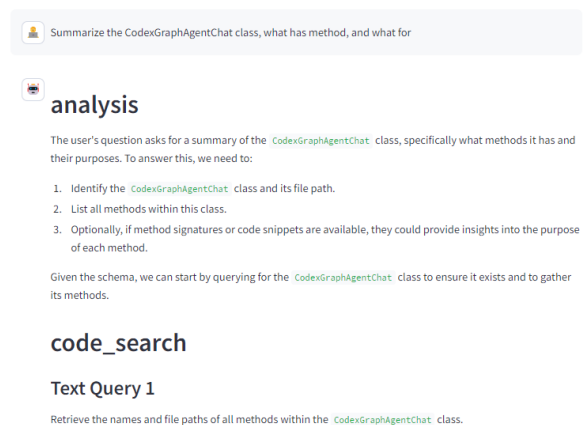 Summarize the CodexGraphAgentChat class, what has method, and what for
analysis
The user's question asks for a summary of the CodexGraphAgentChat class, specifically what methods it has and
their purposes. To answer this, we need to:
1. Identify the CodexGraphAgentChat class and its file path.
2. List all methods within this class.
3. Optionally, if method signatures or code snippets are available, they could provide insights into the purpose
of each method.
Given the schema, we can start by querying for the CodexGraphAgentChat class to ensure it exists and to gather
its methods.
code_search
Text Query 1
Retrieve the names and file paths of all methods within the CodexGraphAgentChat class.